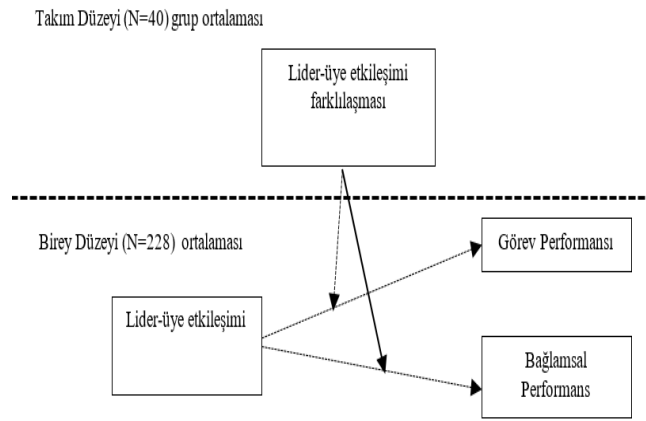 Takım Düzeyi (N=40) grup ortalaması
Lider-üye etkileşimi
farklılaşması
Birey Düzeyi (N=228) ortalaması
Görev Performansı
Lider-üye etkileşimi
Bağlamsal
Performans